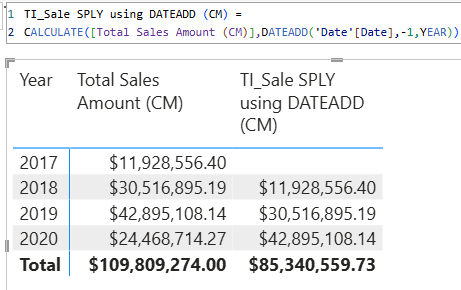 1 TI_Sale SPLY using DATEADD (CM) =
2 CALCULATE([Total Sales Amount (CM)],DATEADD('Date'[Date],-1,YEAR))
Year Total Sales TI_Sale SPLY
Amount (CM) using DATEADD
(CM)
2017 $11,928,556.40
2018 $30,516,895.19 $11,928,556.40
2019 $42,895,108.14 $30,516,895.19
2020 $24,468,714.27 $42,895,108.14
Total $109,809,274.00 $85,340,559.73